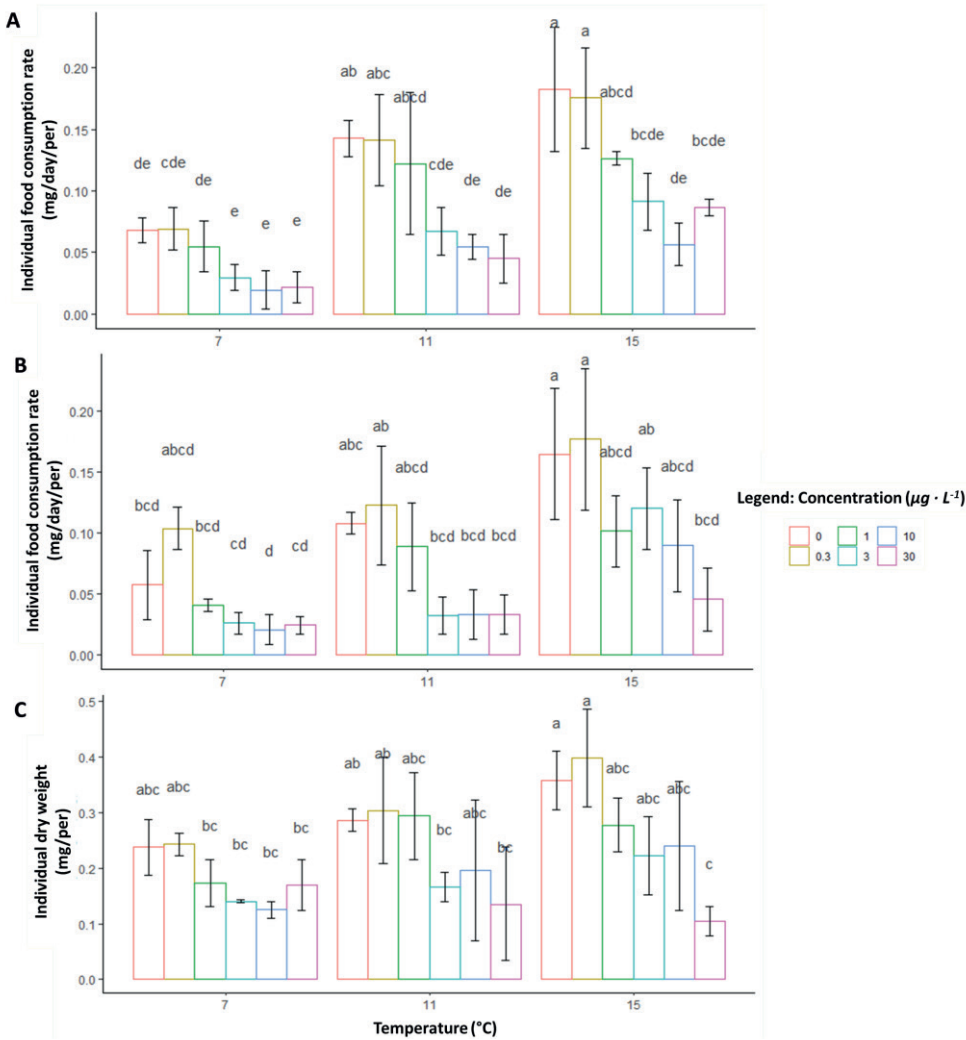 A
Individual food consumption rate
(mg/day/per)
0.20
0.15
0.10
0.05
0.00
de cde de e e e
ab abc abcd cde de de
a a abcd bcde de bcde
7 11 15
B
Individual food consumption rate
(mg/day/per)
0.20
0.15
0.10
0.05
0.00
bcd abcd bcd cd d cd
abc ab abcd bcd bcd bcd
a a abcd ab abcd bcd
7 11 15
Legend: Concentration (µg · L⁻¹)
0 1 10
0.3 3 30
C
Individual dry weight
(mg/per)
0.5
0.4
0.3
0.2
0.1
0.0
abc abc bc bc bc bc
ab ab abc bc abc bc
a a abc abc abc c
7 11 15
Temperature (°C)